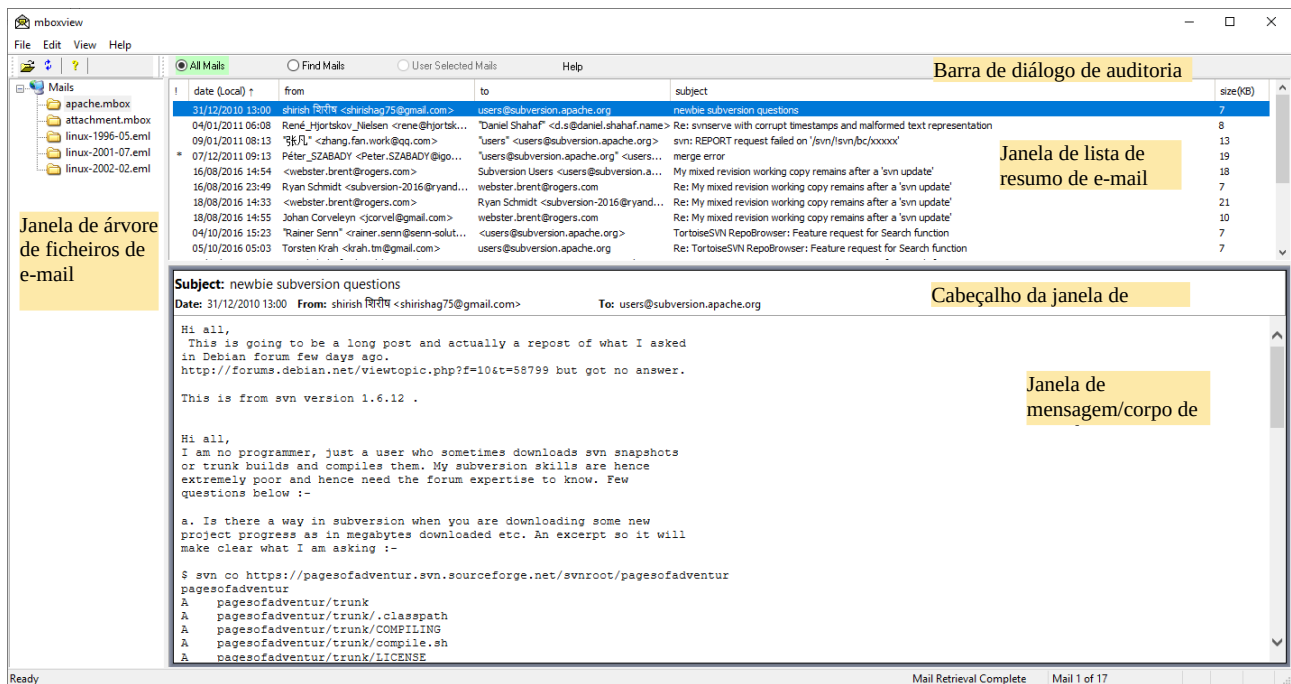 mboxview
File Edit View Help
All Mails Find Mails User Selected Mails Help
Barra de diálogo de auditoria
Mails
apache.mbox
attachment.mbox
linux-1996-05.eml
linux-2001-07.eml
linux-2002-02.eml
Janela de árvore
de ficheiros de
e-mail
! date (Local) ↑ from to subject size(KB)
31/12/2010 13:00 shirish शिरीष <shirishag75@gmail.com> users@subversion.apache.org newbie subversion questions 7
04/01/2011 06:08 René_Hjortskov_Nielsen <rene@hjortsk... "Daniel Shahaf" <d.s@daniel.shahaf.name> Re: svnserve with corrupt timestamps and malformed text representation 8
09/01/2011 08:13 "张凡" <zhang.fan.work@qq.com> "users" <users@subversion.apache.org> svn: REPORT request failed on '/svn/!svn/bc/xxxxx' 13
* 07/12/2011 09:13 Péter_SZABADY <Peter.SZABADY@igo... "users@subversion.apache.org" <users... merge error 19
16/08/2016 14:54 <webster.brent@rogers.com> Subversion Users <users@subversion.a... My mixed revision working copy remains after a 'svn update' 18
16/08/2016 23:49 Ryan Schmidt <subversion-2016@ryand... webster.brent@rogers.com Re: My mixed revision working copy remains after a 'svn update' 7
18/08/2016 14:33 <webster.brent@rogers.com> Ryan Schmidt <subversion-2016@ryand... Re: My mixed revision working copy remains after a 'svn update' 21
18/08/2016 14:55 Johan Corveleyn <jcorvel@gmail.com> webster.brent@rogers.com Re: My mixed revision working copy remains after a 'svn update' 10
04/10/2016 15:23 "Rainer Senn" <rainer.senn@senn-solut... <users@subversion.apache.org> TortoiseSVN RepoBrowser: Feature request for Search function 7
05/10/2016 05:03 Torsten Krah <krah.tm@gmail.com> users@subversion.apache.org Re: TortoiseSVN RepoBrowser: Feature request for Search function 7
Janela de lista de
resumo de e-mail
Subject: newbie subversion questions
Date: 31/12/2010 13:00 From: shirish शिरीष <shirishag75@gmail.com> To: users@subversion.apache.org
Cabeçalho da janela de
Hi all,
This is going to be a long post and actually a repost of what I asked
in Debian forum few days ago.
http://forums.debian.net/viewtopic.php?f=10&t=58799 but got no answer.
This is from svn version 1.6.12 .
Janela de
mensagem/corpo de
Hi all,
I am no programmer, just a user who sometimes downloads svn snapshots
or trunk builds and compiles them. My subversion skills are hence
extremely poor and hence need the forum expertise to know. Few
questions below :-
a. Is there a way in subversion when you are downloading some new
project progress as in megabytes downloaded etc. An excerpt so it will
make clear what I am asking :-
$ svn co https://pagesofadventur.svn.sourceforge.net/svnroot/pagesofadventur
pagesofadventur
A pagesofadventur/trunk
A pagesofadventur/trunk/.classpath
A pagesofadventur/trunk/COMPILING
A pagesofadventur/trunk/compile.sh
A pagesofadventur/trunk/LICENSE
Ready Mail Retrieval Complete Mail 1 of 17